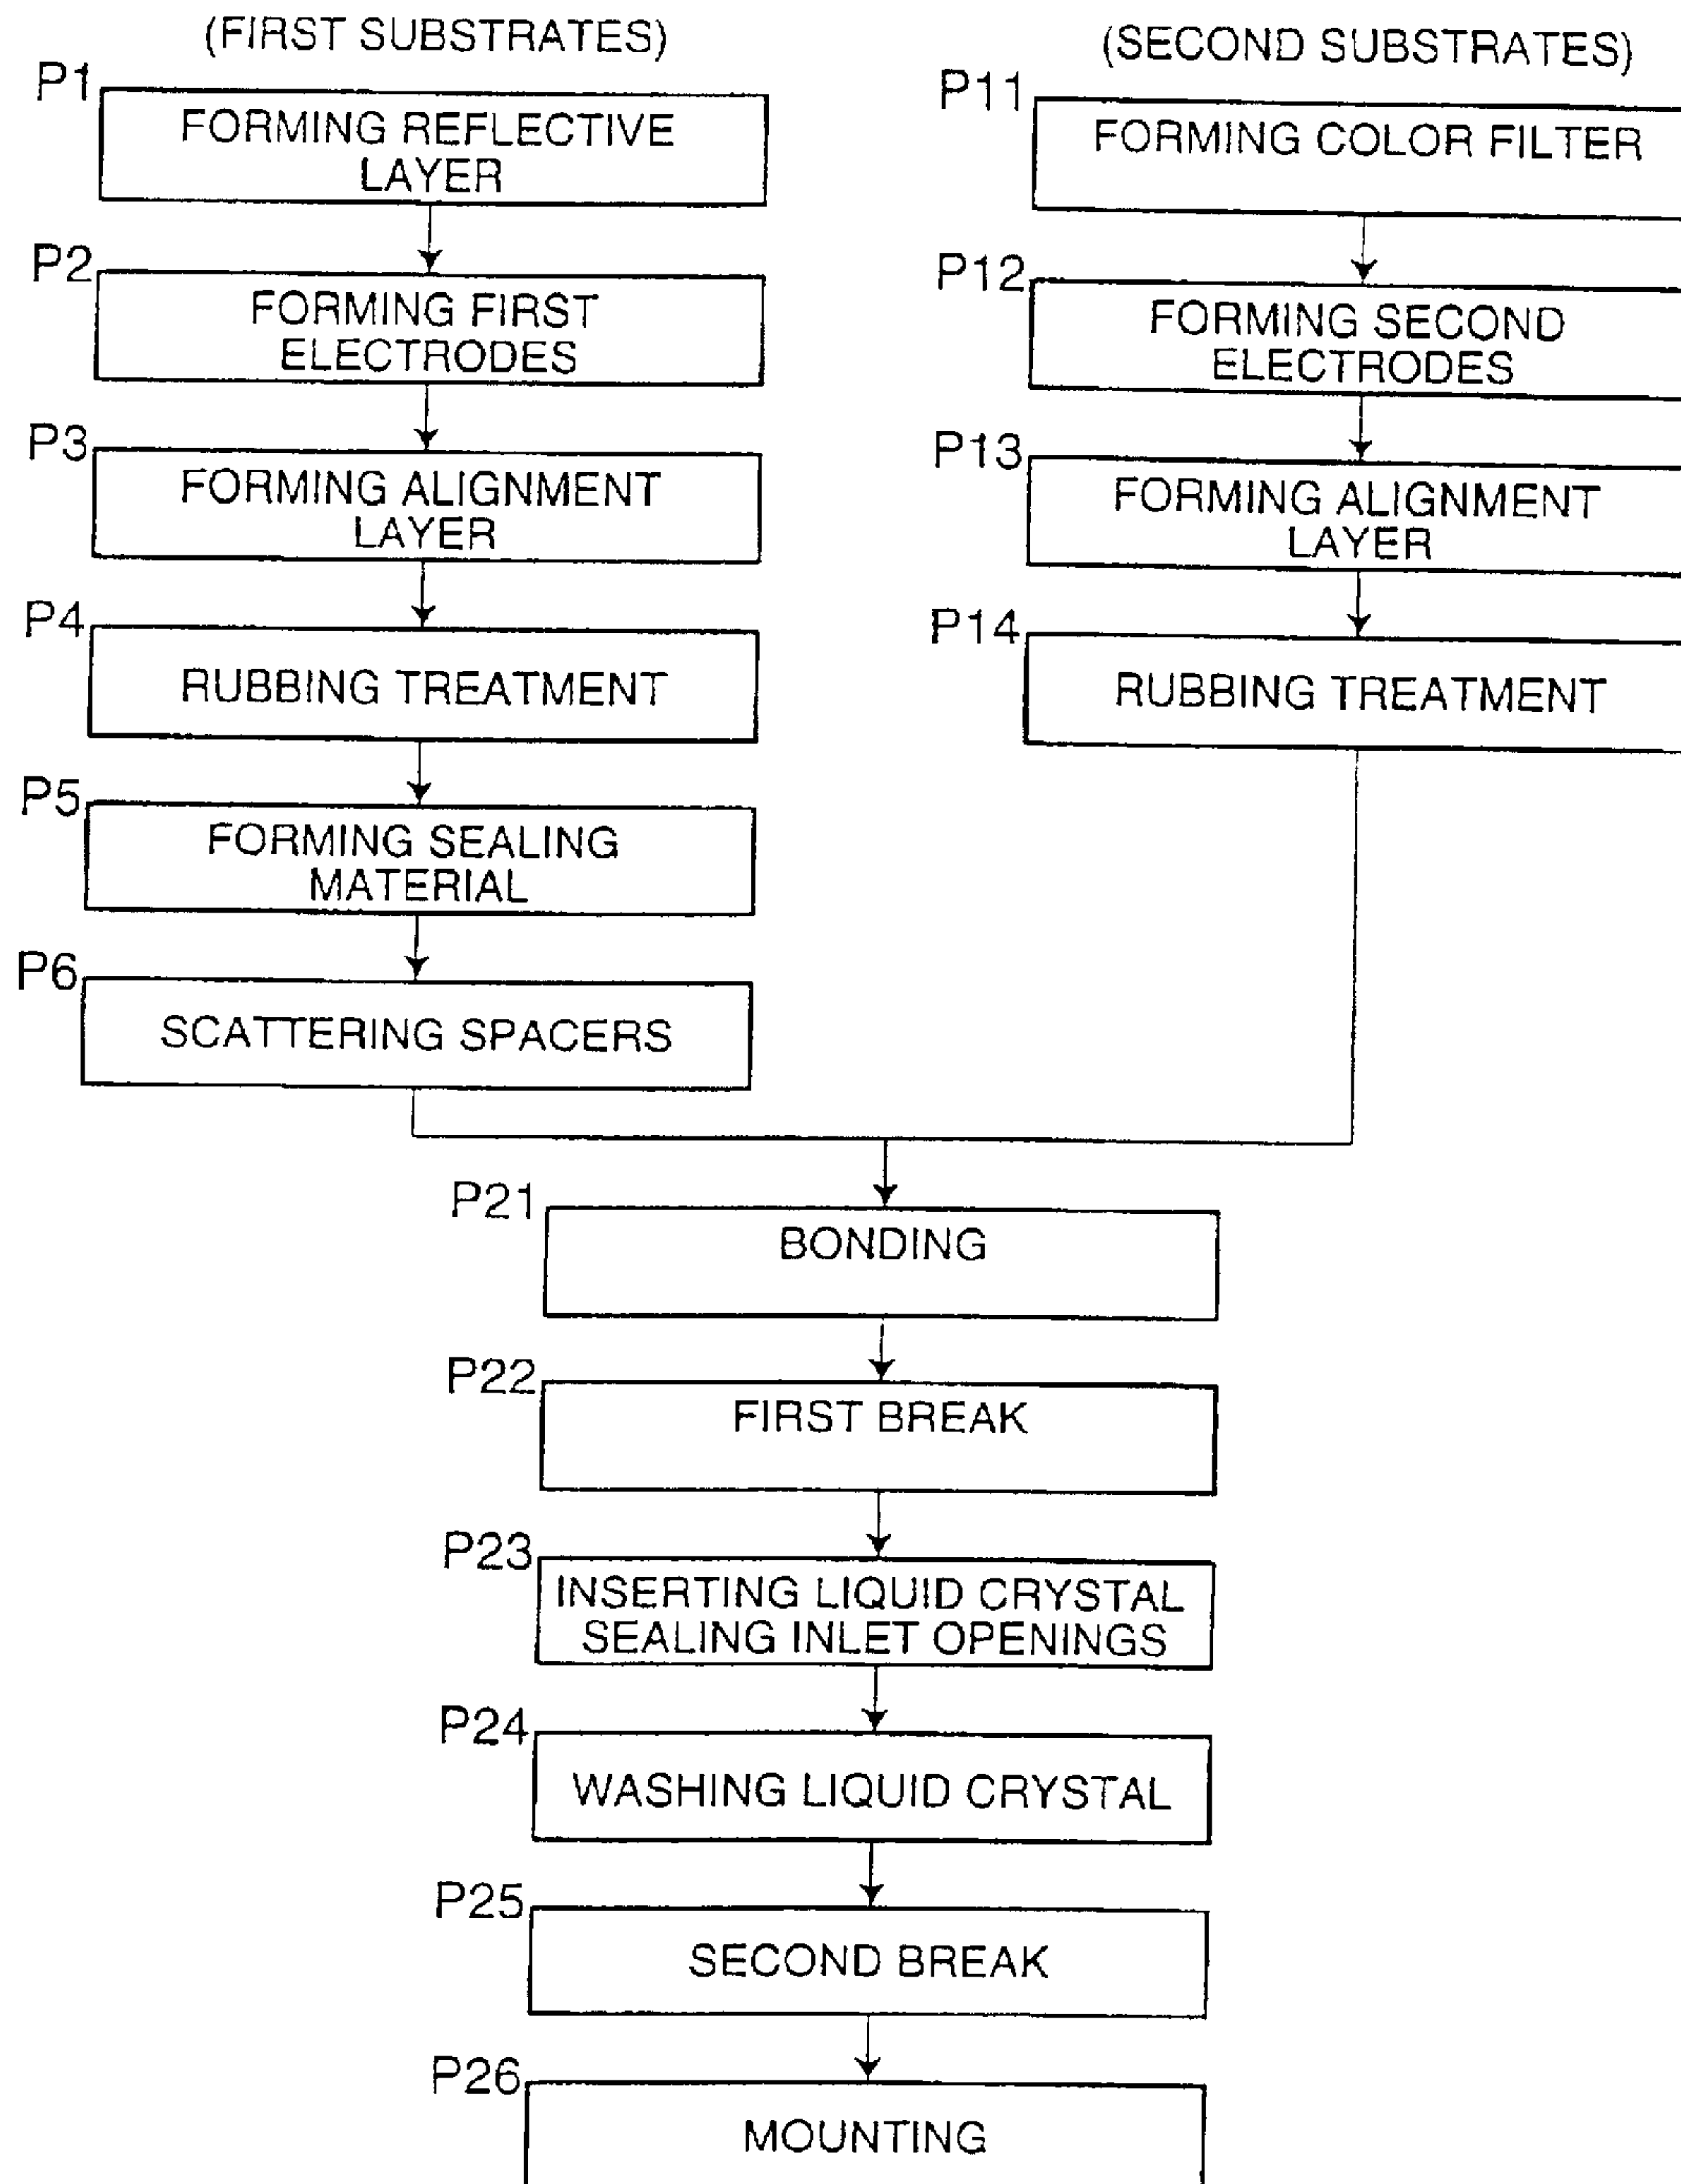 (FIRST SUBSTRATES)
P1
FORMING REFLECTIVE
LAYER
P2
FORMING FIRST
ELECTRODES
P3
FORMING ALIGNMENT
LAYER
P4
RUBBING TREATMENT
P5
FORMING SEALING
MATERIAL
P6
SCATTERING SPACERS
(SECOND SUBSTRATES)
P11
FORMING COLOR FILTER
P12
FORMING SECOND
ELECTRODES
P13
FORMING ALIGNMENT
LAYER
P14
RUBBING TREATMENT
P21
BONDING
P22
FIRST BREAK
P23
INSERTING LIQUID CRYSTAL
SEALING INLET OPENINGS
P24
WASHING LIQUID CRYSTAL
P25
SECOND BREAK
P26
MOUNTING